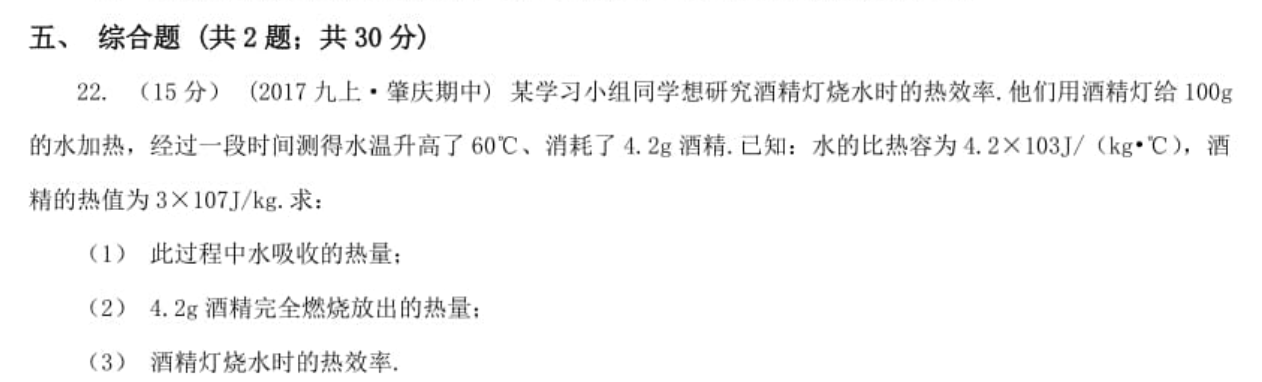 五、 综合题 (共 2 题；共 30 分)
22. （15 分） (2017 九上•肇庆期中) 某学习小组同学想研究酒精灯烧水时的热效率.他们用酒精灯给 100g
的水加热，经过一段时间测得水温升高了 60℃、消耗了 4.2g 酒精.已知：水的比热容为 4.2×103J/（kg•℃），酒
精的热值为 3×107J/kg.求：
（1） 此过程中水吸收的热量；
（2） 4.2g 酒精完全燃烧放出的热量；
（3） 酒精灯烧水时的热效率.